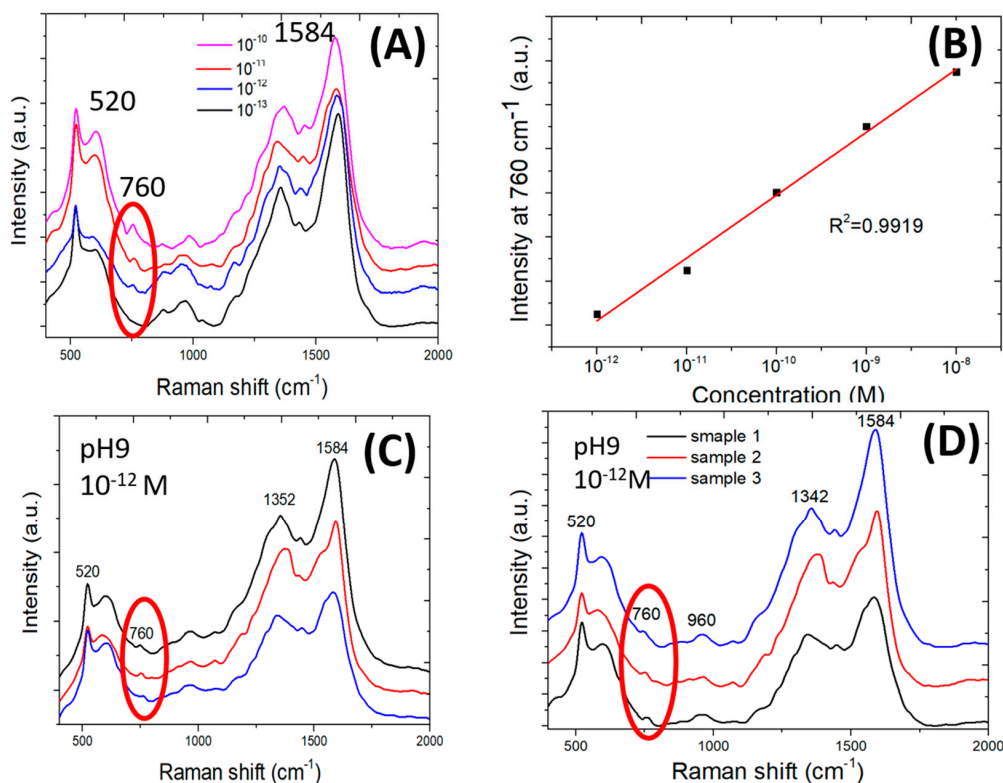 (A)
1584
10⁻¹⁰
10⁻¹¹
10⁻¹²
10⁻¹³
520
760
Intensity (a.u.)
500 1000 1500 2000
Raman shift (cm⁻¹)
(B)
Intensity at 760 cm⁻¹ (a.u.)
R²=0.9919
10⁻¹² 10⁻¹¹ 10⁻¹⁰ 10⁻⁹ 10⁻⁸
Concentration (M)
(C)
pH9
10⁻¹² M
1584
1352
520
760
Intensity (a.u.)
500 1000 1500 2000
Raman shift (cm⁻¹)
(D)
pH9
10⁻¹²M
smaple 1
sample 2
sample 3
1584
1342
520
760
960
Intensity (a.u.)
500 1000 1500 2000
Raman shift (cm⁻¹)